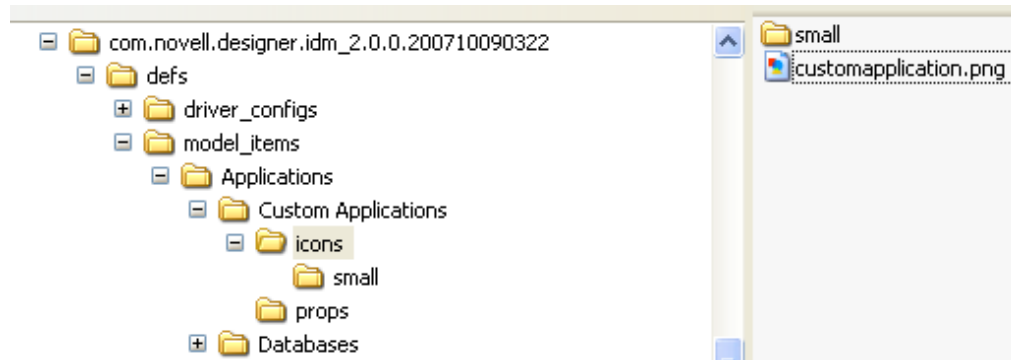 com.novell.designer.idm_2.0.0.200710090322
defs
driver_configs
model_items
Applications
Custom Applications
icons
small
props
Databases
small
customapplication.png